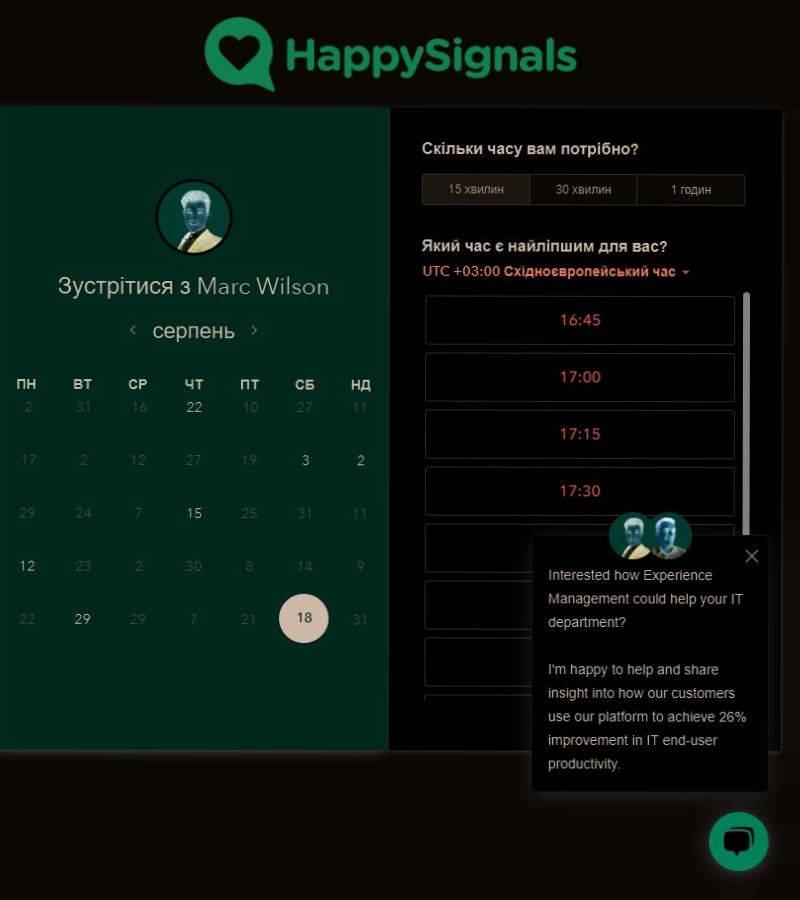 HappySignals
Зустрітися з Marc Wilson
серпень
ПН ВТ СР ЧТ ПТ СБ НД
2 31 16 22 10 27 11
17 2 12 27 19 3 2
29 24 7 15 25 31 11
12 23 2 30 8 14 9
22 29 29 7 21 18 31
Скільки часу вам потрібно?
15 хвилин 30 хвилин 1 годин
Який час є найліпшим для вас?
UTC +03:00 Східноєвропейський час
16:45
17:00
17:15
17:30
Interested how Experience
Management could help your IT
department?
I'm happy to help and share
insight into how our customers
use our platform to achieve 26%
improvement in IT end-user
productivity.